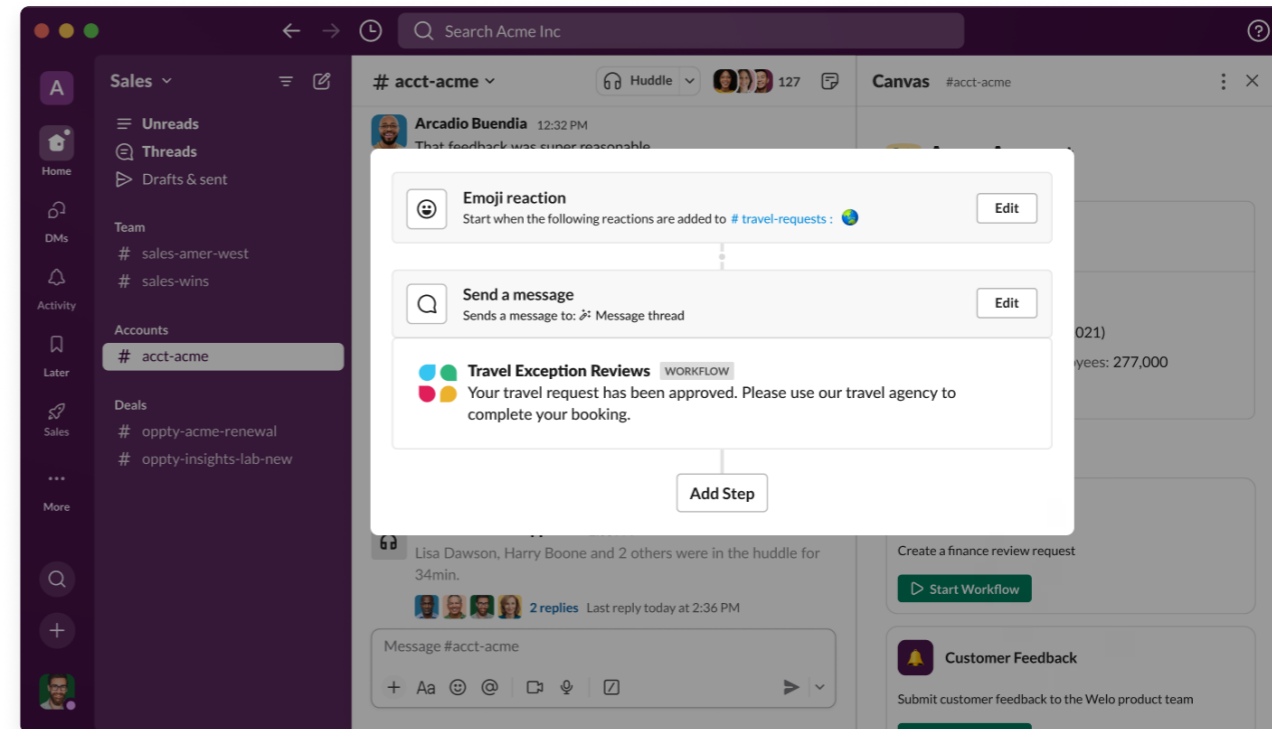 Search Acme Inc
A
Home
DMs
Activity
Later
Sales
More
Sales
Unreads
Threads
Drafts & sent
Team
# sales-amer-west
# sales-wins
Accounts
# acct-acme
Deals
# oppty-acme-renewal
# oppty-insights-lab-new
# acct-acme
Huddle
127
Arcadio Buendia 12:32 PM
That feedback was super reasonable
Emoji reaction
Start when the following reactions are added to # travel-requests :
Edit
Send a message
Sends a message to: Message thread
Edit
Travel Exception Reviews WORKFLOW
Your travel request has been approved. Please use our travel agency to
complete your booking.
Add Step
Lisa Dawson, Harry Boone and 2 others were in the huddle for
34min.
2 replies Last reply today at 2:36 PM
Message #acct-acme
Aa
Canvas #acct-acme
021)
yees: 277,000
Create a finance review request
Start Workflow
Customer Feedback
Submit customer feedback to the Welo product team